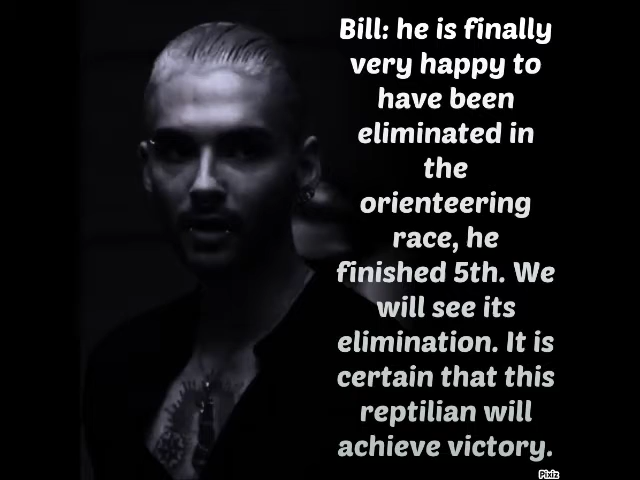 Bill: he is finally
very happy to
have been
eliminated in
the
orienteering
race, he
finished 5th. We
will see its
elimination. It is
certain that this
reptilian will
achieve victory.
Pixiz